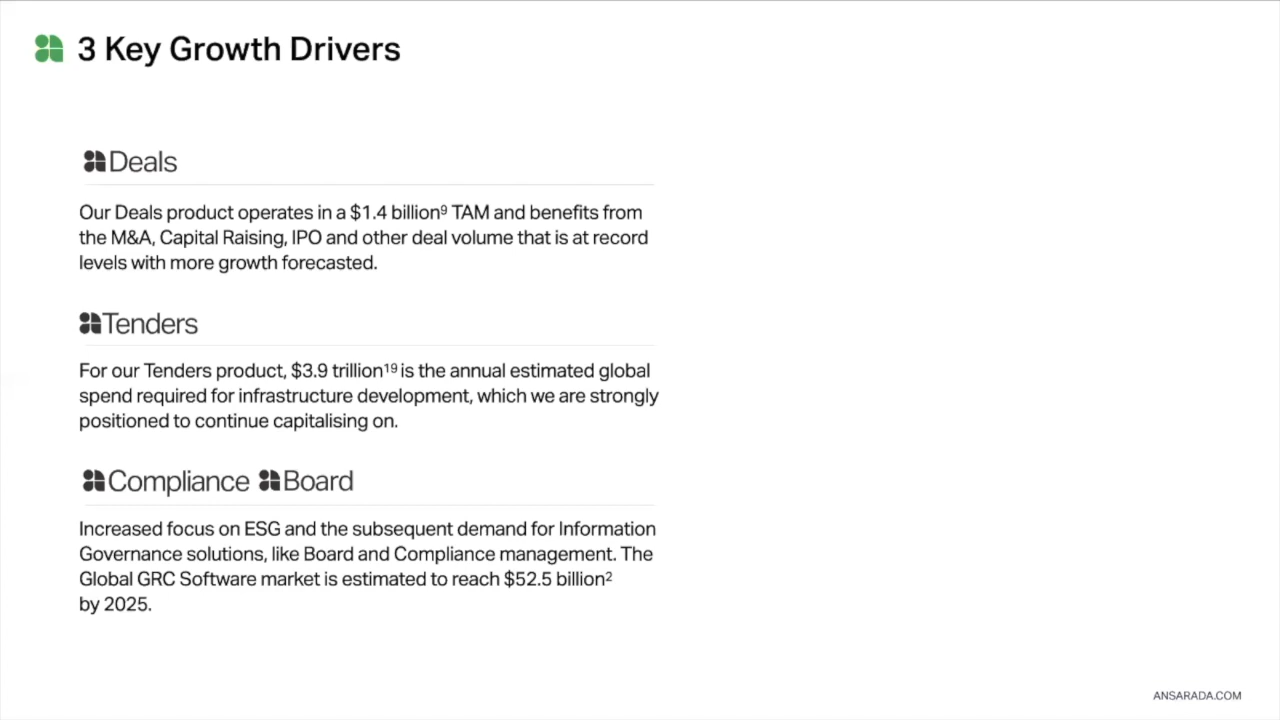 3 Key Growth Drivers
Deals
Our Deals product operates in a $1.4 billion⁹ TAM and benefits from
the M&A, Capital Raising, IPO and other deal volume that is at record
levels with more growth forecasted.
Tenders
For our Tenders product, $3.9 trillion¹⁹ is the annual estimated global
spend required for infrastructure development, which we are strongly
positioned to continue capitalising on.
Compliance Board
Increased focus on ESG and the subsequent demand for Information
Governance solutions, like Board and Compliance management. The
Global GRC Software market is estimated to reach $52.5 billion²
by 2025.
ANSARADA.COM